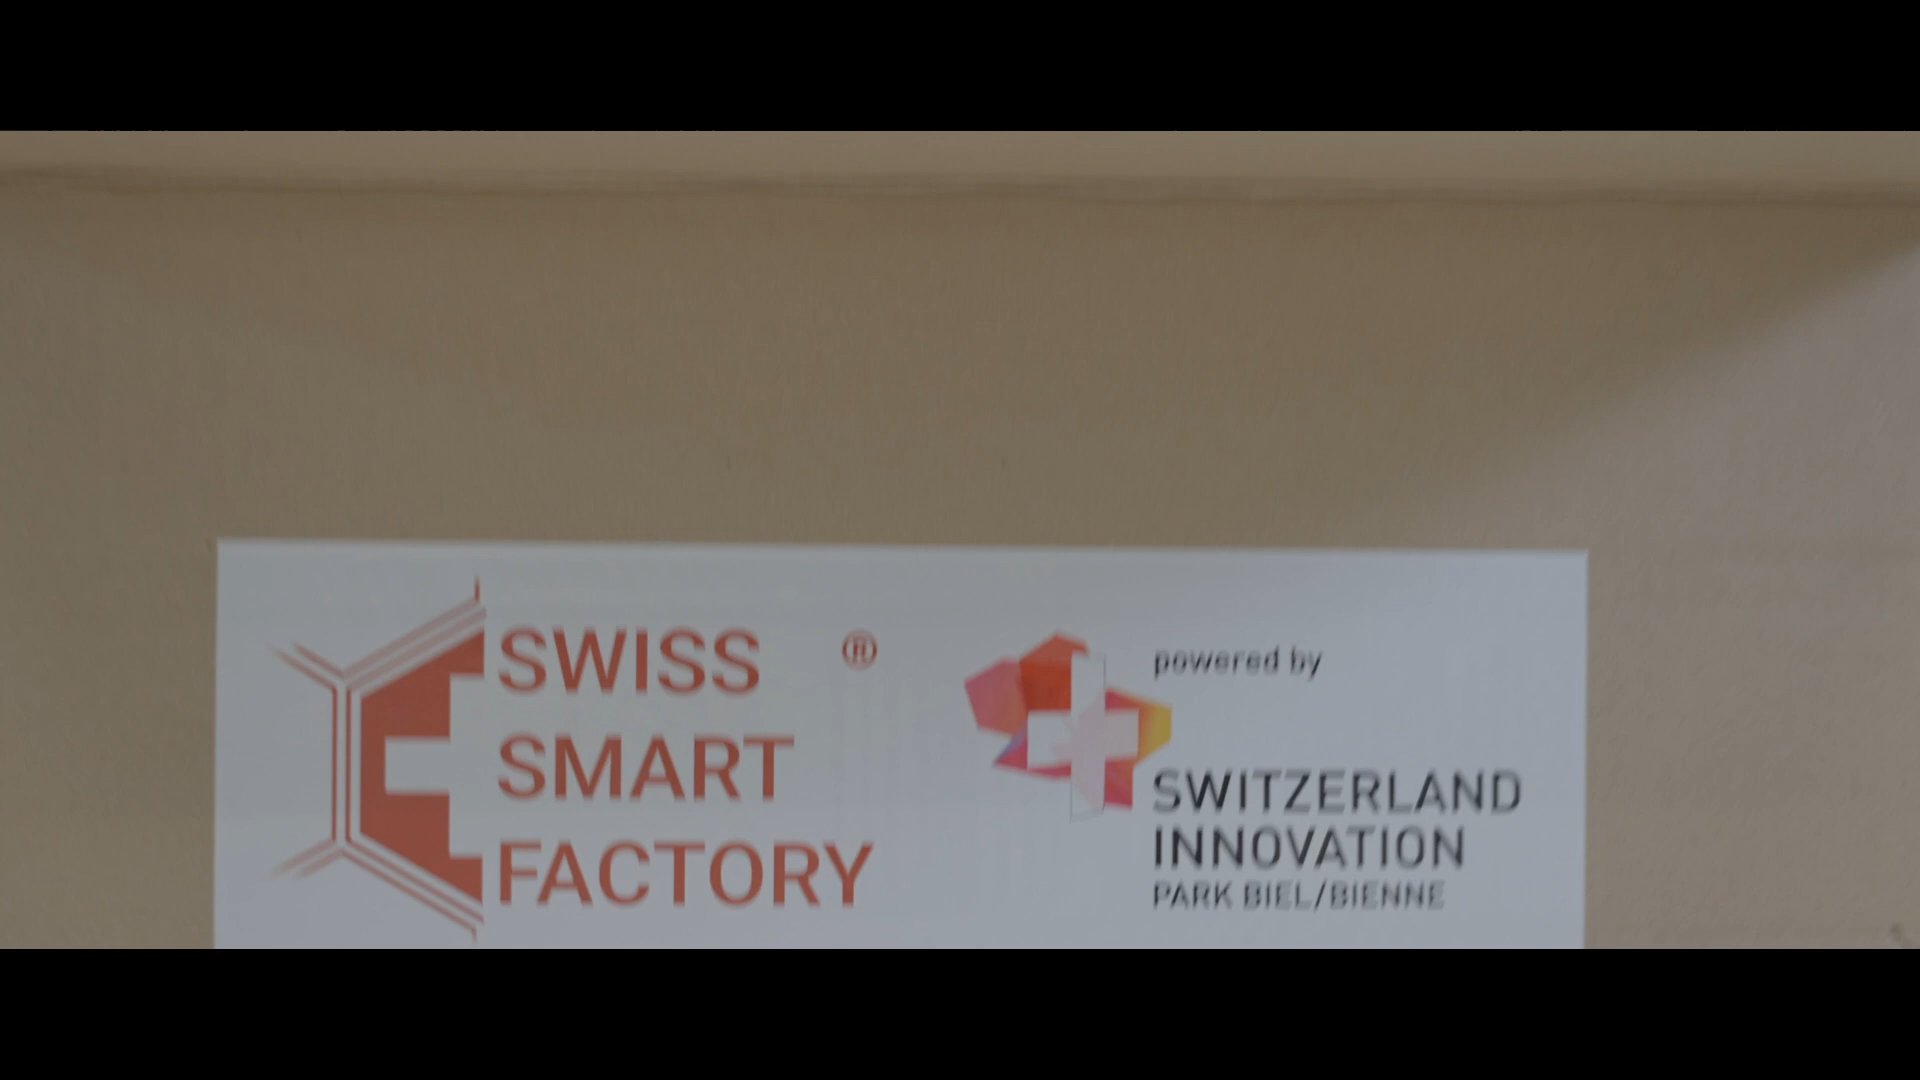 SWISS
SMART
FACTORY
®
powered by
SWITZERLAND
INNOVATION
PARK BIEL/BIENNE